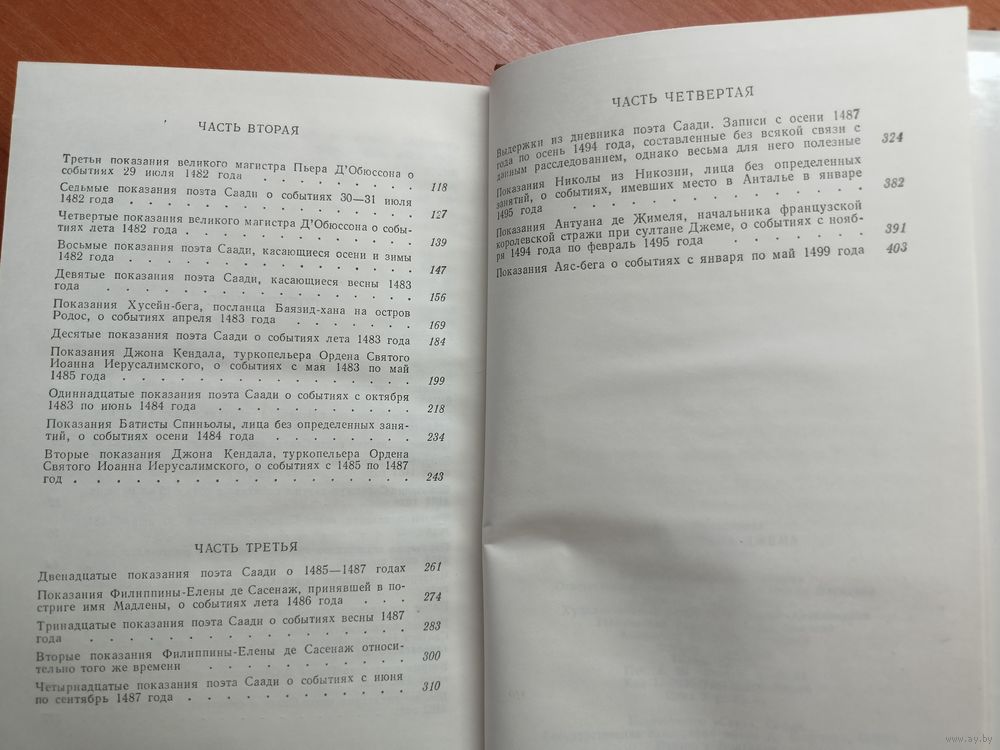 ЧАСТЬ ВТОРАЯ
Третьи показания великого магистра Пьера Д'Обюссона о
событиях 29 июля 1482 года . . . . . . . . 118
Седьмые показания поэта Саади о событиях 30—31 июля
1482 года . . . . . . . . . . . . . . . 127
Четвертые показания великого магистра Д'Обюссона о собы-
тиях лета 1482 года . . . . . . . . . . . . 139
Восьмые показания поэта Саади, касающиеся осени и зимы
1482 года . . . . . . . . . . . . . . . 147
Девятые показания поэта Саади, касающиеся весны 1483
года . . . . . . . . . . . . . . . . . 156
Показания Хусейн-бега, посланца Баязид-хана на остров
Родос, о событиях апреля 1483 года . . . . . . 169
Десятые показания поэта Саади о событиях лета 1483 года 184
Показания Джона Кендала, туркопельера Ордена Святого
Иоанна Иерусалимского, о событиях с мая 1483 по май
1485 года . . . . . . . . . . . . . . . 199
Одиннадцатые показания поэта Саади о событиях с октября
1483 по июнь 1484 года . . . . . . . . . . 218
Показания Батисты Спиньолы, лица без определенных заня-
тий, о событиях осени 1484 года . . . . . . . 234
Вторые показания Джона Кендала, туркопельера Ордена
Святого Иоанна Иерусалимского, о событиях с 1485 по 1487
год . . . . . . . . . . . . . . . . . . 243
ЧАСТЬ ТРЕТЬЯ
Двенадцатые показания поэта Саади о 1485—1487 годах 261
Показания Филиппины-Елены де Сасенаж, принявшей в по-
стриге имя Мадлены, о событиях лета 1486 года . . . 274
Тринадцатые показания поэта Саади о событиях весны 1487
года . . . . . . . . . . . . . . . . . 283
Вторые показания Филиппины-Елены де Сасенаж относи-
тельно того же времени . . . . . . . . . . 300
Четырнадцатые показания поэта Саади о событиях с июня
по сентябрь 1487 года . . . . . . . . . . . 310
ЧАСТЬ ЧЕТВЕРТАЯ
Выдержки из дневника поэта Саади. Записи с осени 1487
года по осень 1494 года, составленные без всякой связи с
данным расследованием, однако весьма для него полезные 324
Показания Николы из Никозии, лица без определенных
занятий, о событиях, имевших место в Анталье в январе
1495 года . . . . . . . . . . . . . . . 382
Показания Антуана де Жимеля, начальника французской
королевской стражи при султане Джеме, о событиях с нояб-
ря 1494 года по февраль 1495 года . . . . . . 391
Показания Аяс-бега о событиях с января по май 1499 года 403
www.ay.by